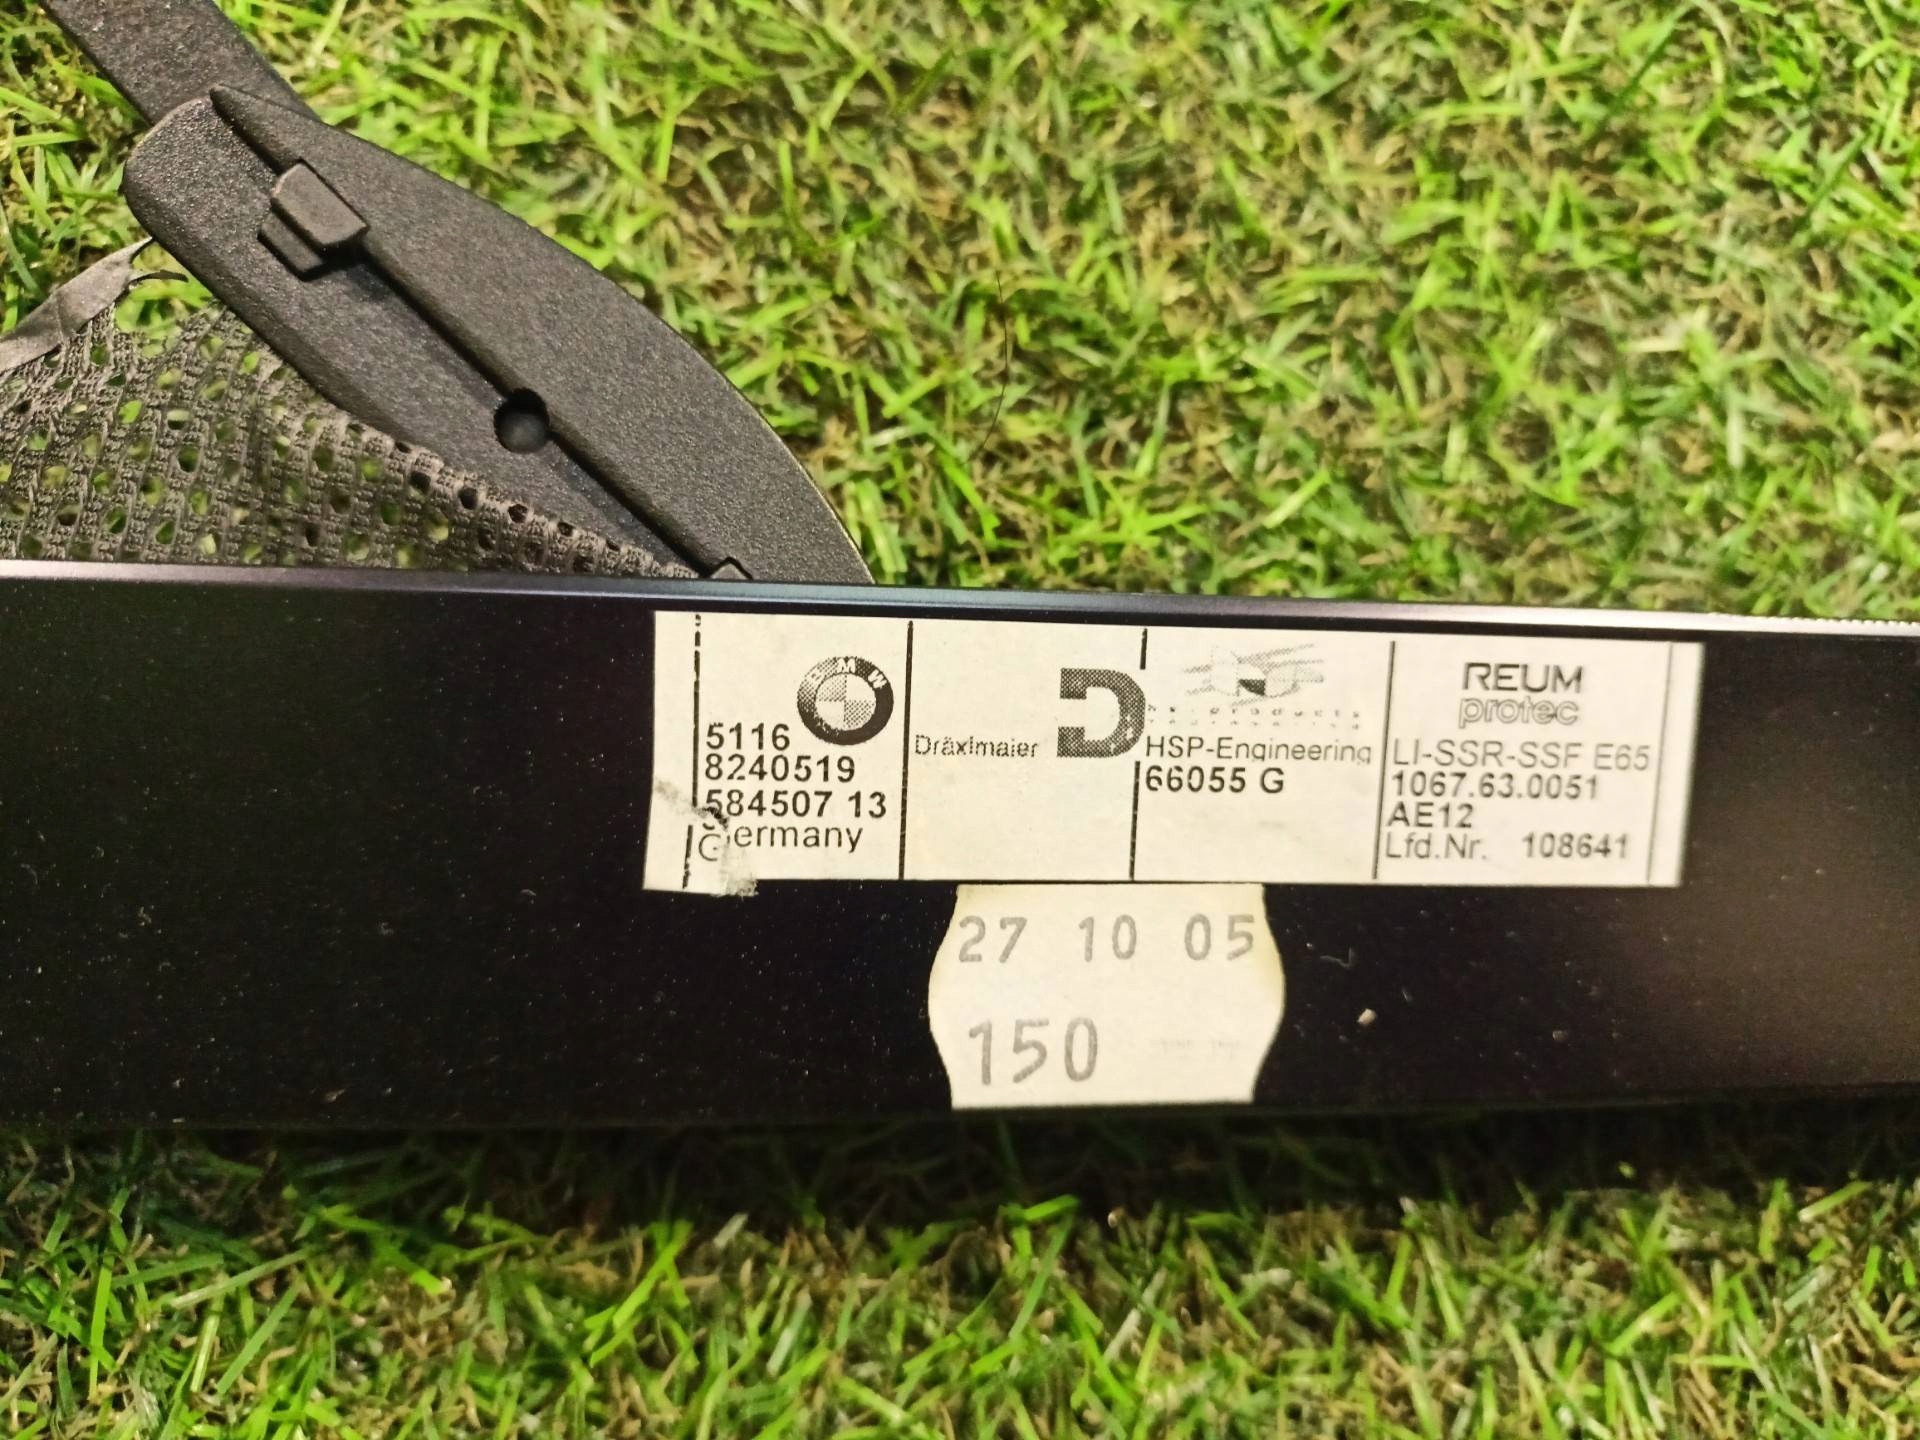 BMW
5116
8240519
584507 13
Germany
Dräxlmaier
D
HSP-Engineering
66055 G
REUM
protec
LI-SSR-SSF E65
1067.63.0051
AE12
Lfd.Nr. 108641
27 10 05
150